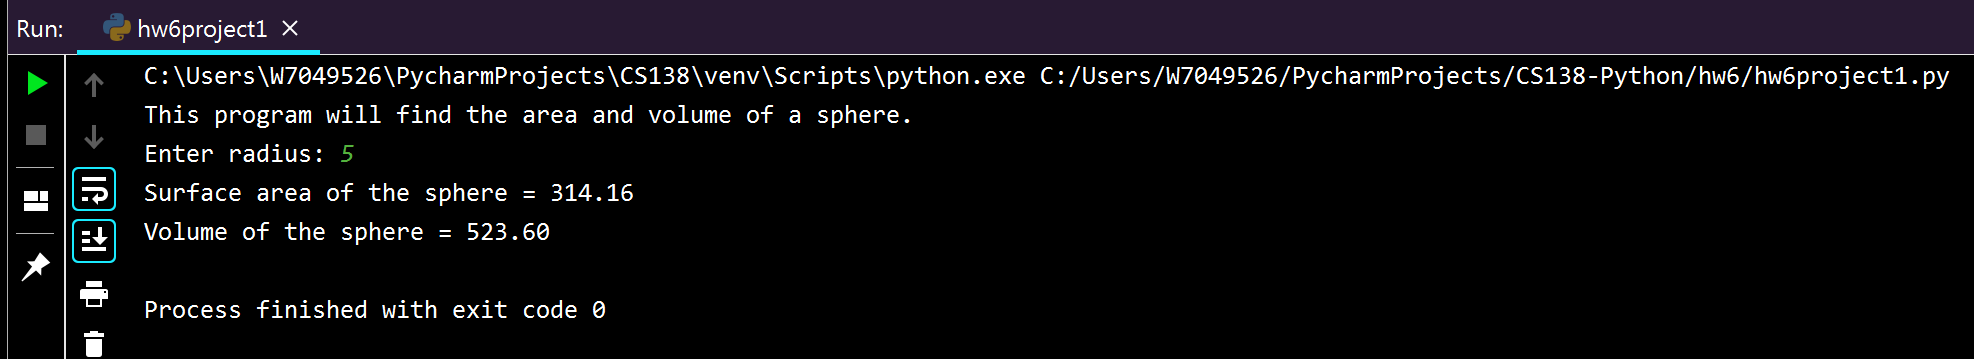 Run: hw6project1
C:\Users\W7049526\PycharmProjects\CS138\venv\Scripts\python.exe C:/Users/W7049526/PycharmProjects/CS138-Python/hw6/hw6project1.py
This program will find the area and volume of a sphere.
Enter radius: 5
Surface area of the sphere = 314.16
Volume of the sphere = 523.60
Process finished with exit code 0